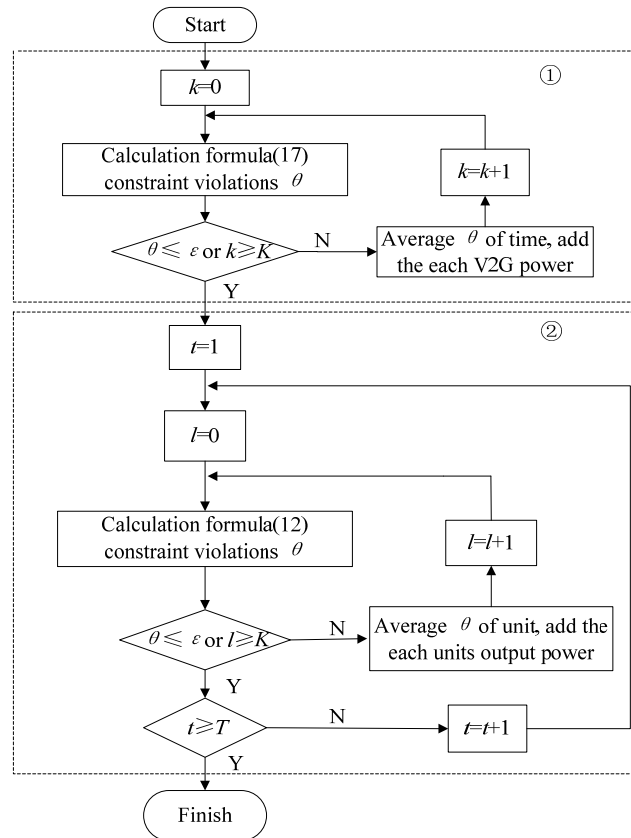 Start
①
k=0
Calculation formula(17)
constraint violations θ
k=k+1
θ≤ ε or k≥K
N
Average θ of time, add
the each V2G power
Y
②
t=1
l=0
Calculation formula(12)
constraint violations θ
l=l+1
θ≤ ε or l≥K
N
Average θ of unit, add the
each units output power
Y
t≥T
N
t=t+1
Y
Finish